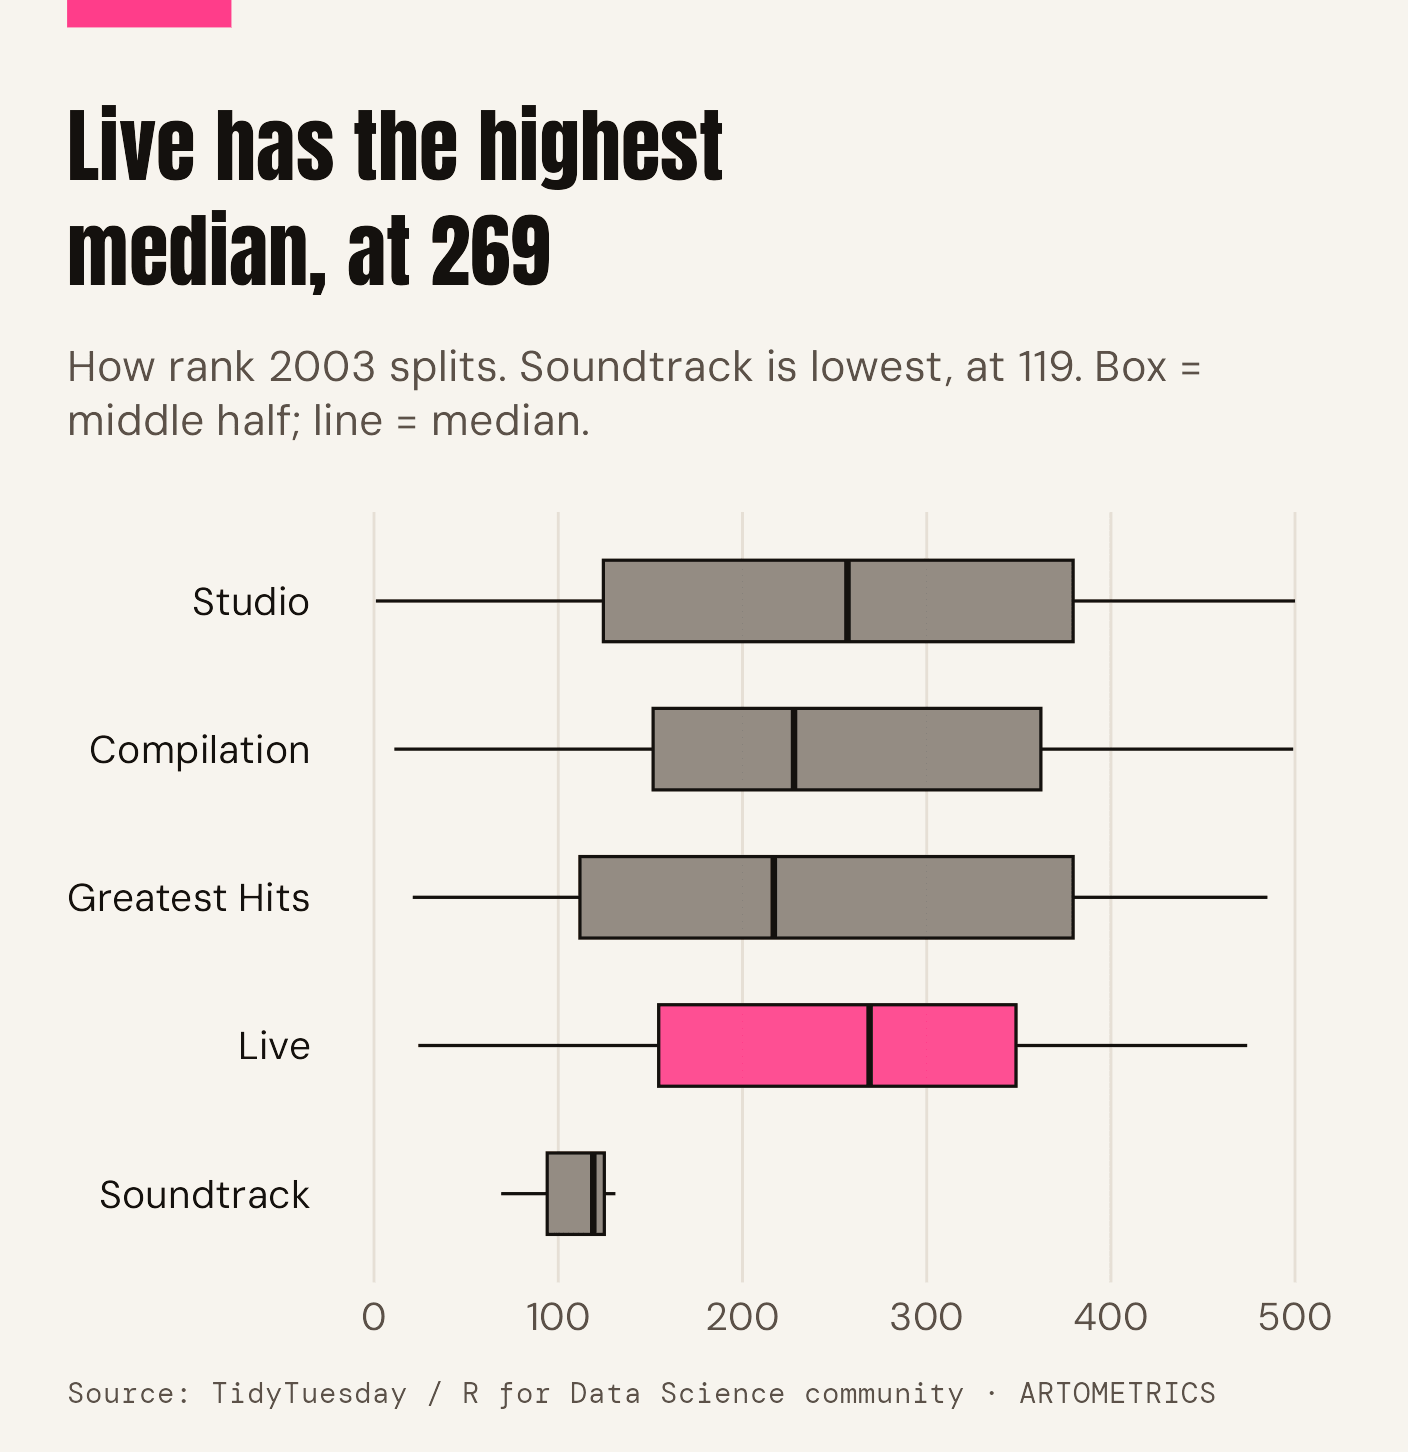 Live has the highest
median, at 269
How rank 2003 splits. Soundtrack is lowest, at 119. Box =
middle half; line = median.
Studio
Compilation
Greatest Hits
Live
Soundtrack
0 100 200 300 400 500
Source: TidyTuesday / R for Data Science community · ARTOMETRICS